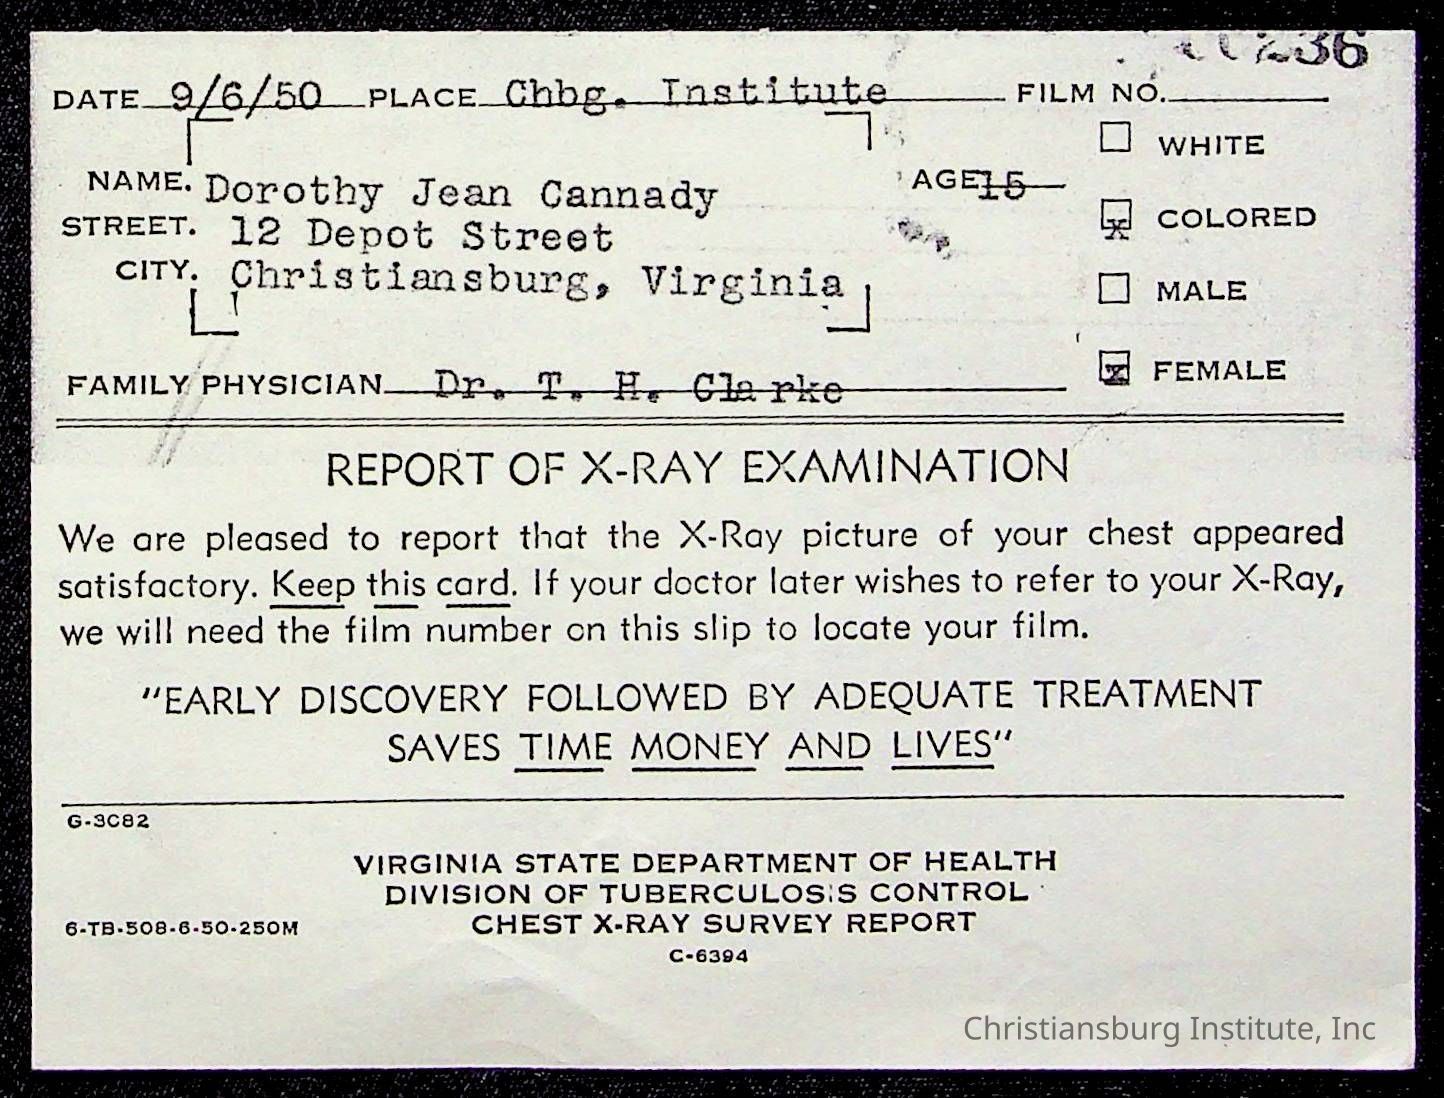 236
DATE 9/6/50 PLACE Chbg. Institute FILM NO.
☐ WHITE
NAME. Dorothy Jean Cannady AGE 15
STREET. 12 Depot Street ☒ COLORED
CITY. Christiansburg, Virginia ☐ MALE
FAMILY PHYSICIAN Dr. T. H. Clarke ☒ FEMALE
REPORT OF X-RAY EXAMINATION
We are pleased to report that the X-Ray picture of your chest appeared
satisfactory. Keep this card. If your doctor later wishes to refer to your X-Ray,
we will need the film number on this slip to locate your film.
"EARLY DISCOVERY FOLLOWED BY ADEQUATE TREATMENT
SAVES TIME MONEY AND LIVES"
G-3082
VIRGINIA STATE DEPARTMENT OF HEALTH
DIVISION OF TUBERCULOSIS CONTROL
6-TB-508-6-50-250M CHEST X-RAY SURVEY REPORT
C-6394
Christiansburg Institute, Inc